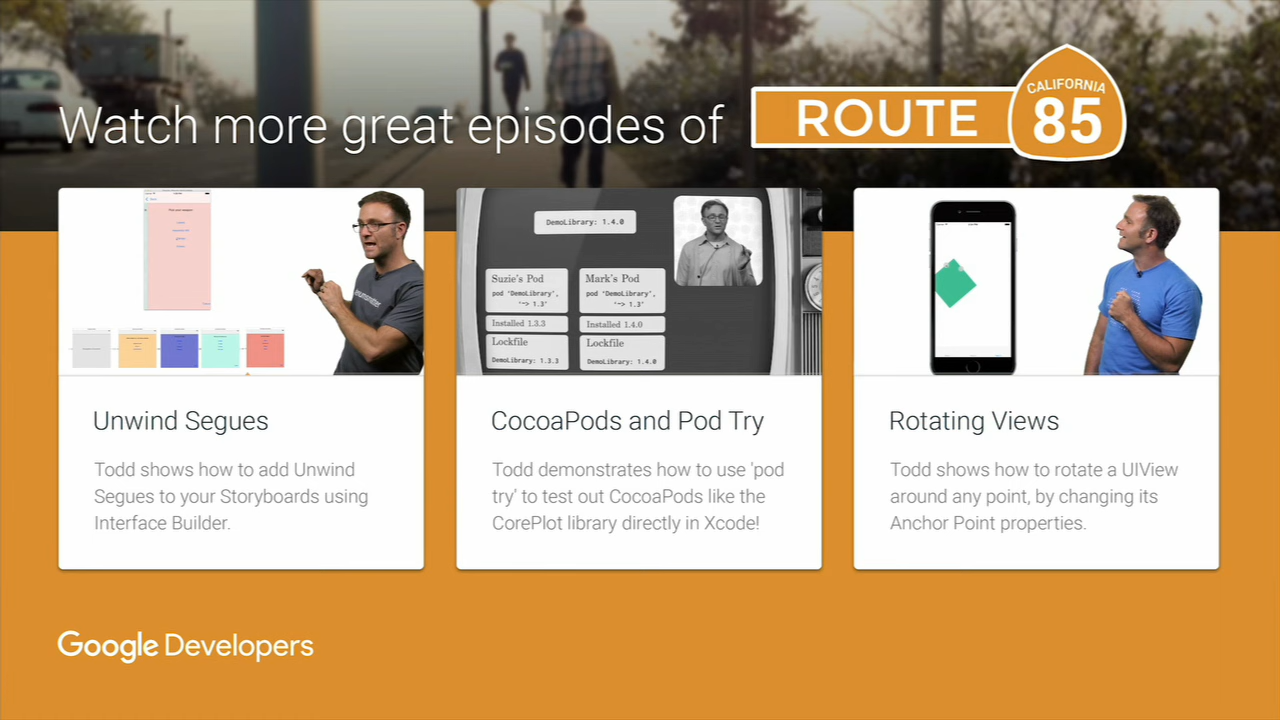 Watch more great episodes of
ROUTE
CALIFORNIA
85
DemoLibrary: 1.4.0
Suzie's Pod
pod "DemoLibrary",
"~> 1.3"
Installed 1.3.3
Lockfile
DemoLibrary: 1.3.3
Mark's Pod
pod "DemoLibrary",
"~> 1.3"
Installed 1.4.0
Lockfile
DemoLibrary: 1.4.0
Unwind Segues
Todd shows how to add Unwind
Segues to your Storyboards using
Interface Builder.
CocoaPods and Pod Try
Todd demonstrates how to use 'pod
try' to test out CocoaPods like the
CorePlot library directly in Xcode!
Rotating Views
Todd shows how to rotate a UIView
around any point, by changing its
Anchor Point properties.
Google Developers